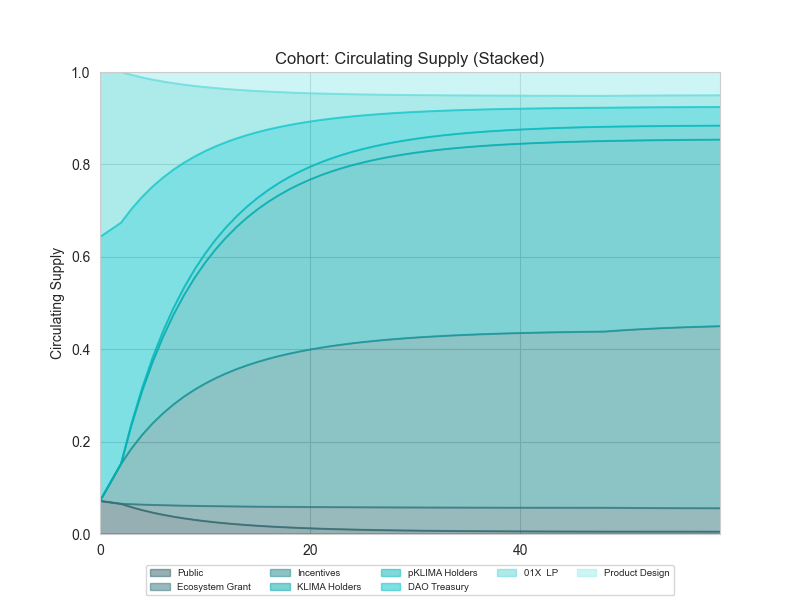 Cohort: Circulating Supply (Stacked)
1.0
0.8
0.6
0.4
0.2
0.0
Circulating Supply
0 20 40
Public Incentives pKLIMA Holders 01X LP Product Design
Ecosystem Grant KLIMA Holders DAO Treasury